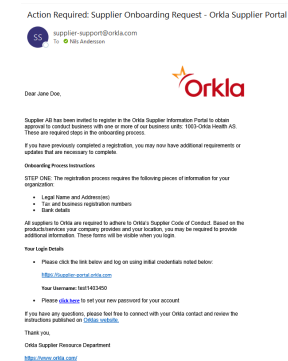 Action Required: Supplier Onboarding Request - Orkla Supplier Portal
SS
supplier-support@orkla.com
To Nils Andersson
Orkla
Dear Jane Doe,
Supplier AB has been invited to register in the Orkla Supplier Information Portal to obtain
approval to conduct business with one or more of our business units: 1003-Orkla Health AS.
These are required steps in the onboarding process.
If you have previously completed a registration, you may now have additional requirements or
updates that are necessary to complete.
Onboarding Process Instructions
STEP ONE: The registration process requires the following pieces of information for your
organization:
• Legal Name and Address(es)
• Tax and business registration numbers
• Bank details
All suppliers to Orkla are required to adhere to Orkla's Supplier Code of Conduct. Based on the
products/services your company provides and your location, you may be required to provide
additional information. These forms will be visible when you login.
Your Login Details
• Please click the link below and log on using initial credentials noted below:
https://supplier-portal.orkla.com
Your Username: test1403450
• Please click here to set your new password for your account
If you have any questions, please feel free to connect with your Orkla contact and review the
instructions published on Orklas website.
Thank you,
Orkla Supplier Resource Department
https://www.orkla.com/